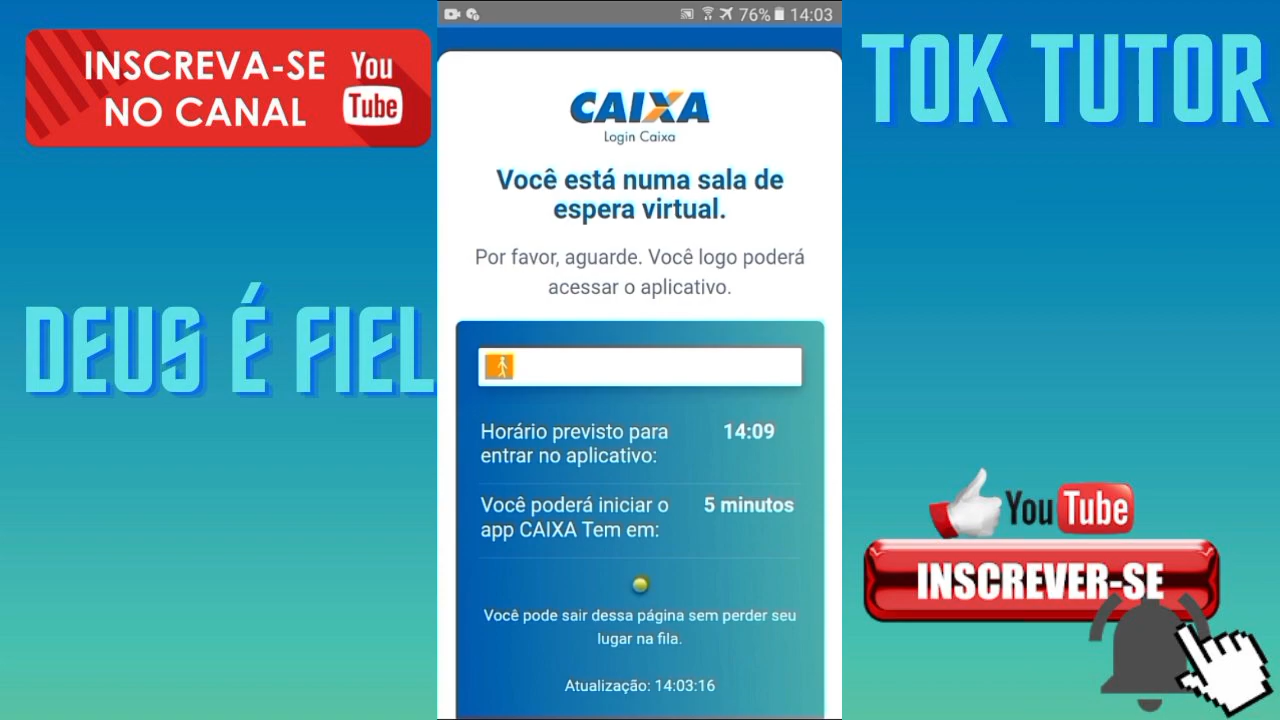 INSCREVA-SE
NO CANAL
You
Tube
DEUS É FIEL
76% 14:03
CAIXA
Login Caixa
Você está numa sala de
espera virtual.
Por favor, aguarde. Você logo poderá
acessar o aplicativo.
Horário previsto para
entrar no aplicativo:
14:09
Você poderá iniciar o
app CAIXA Tem em:
5 minutos
Você pode sair dessa página sem perder seu
lugar na fila.
Atualização: 14:03:16
TOK TUTOR
YouTube
INSCREVER-SE